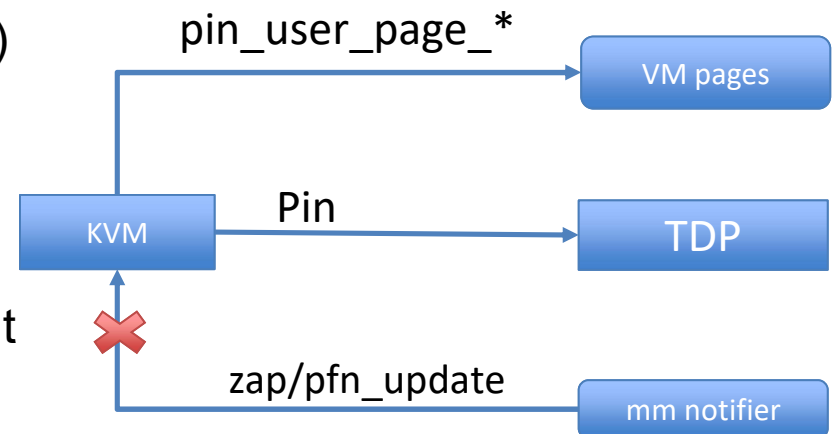 )
pin_user_page_*
VM pages
KVM
Pin
TDP
t
zap/pfn_update
mm notifier